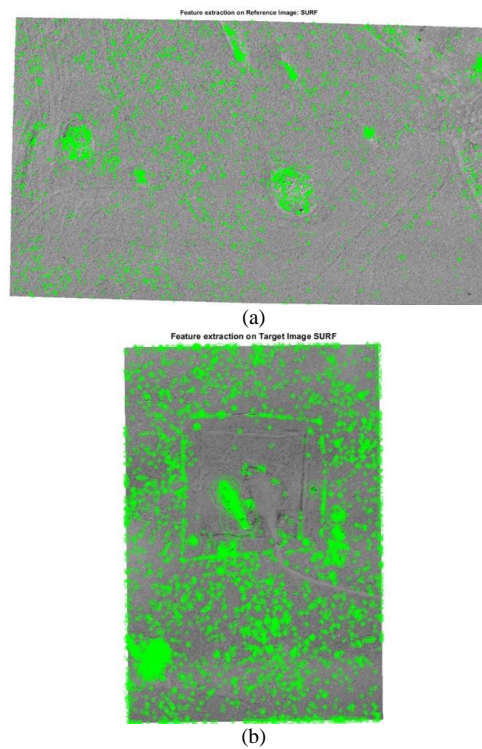 Feature extraction on Reference Image: SURF
(a)
Feature extraction on Target Image SURF
(b)